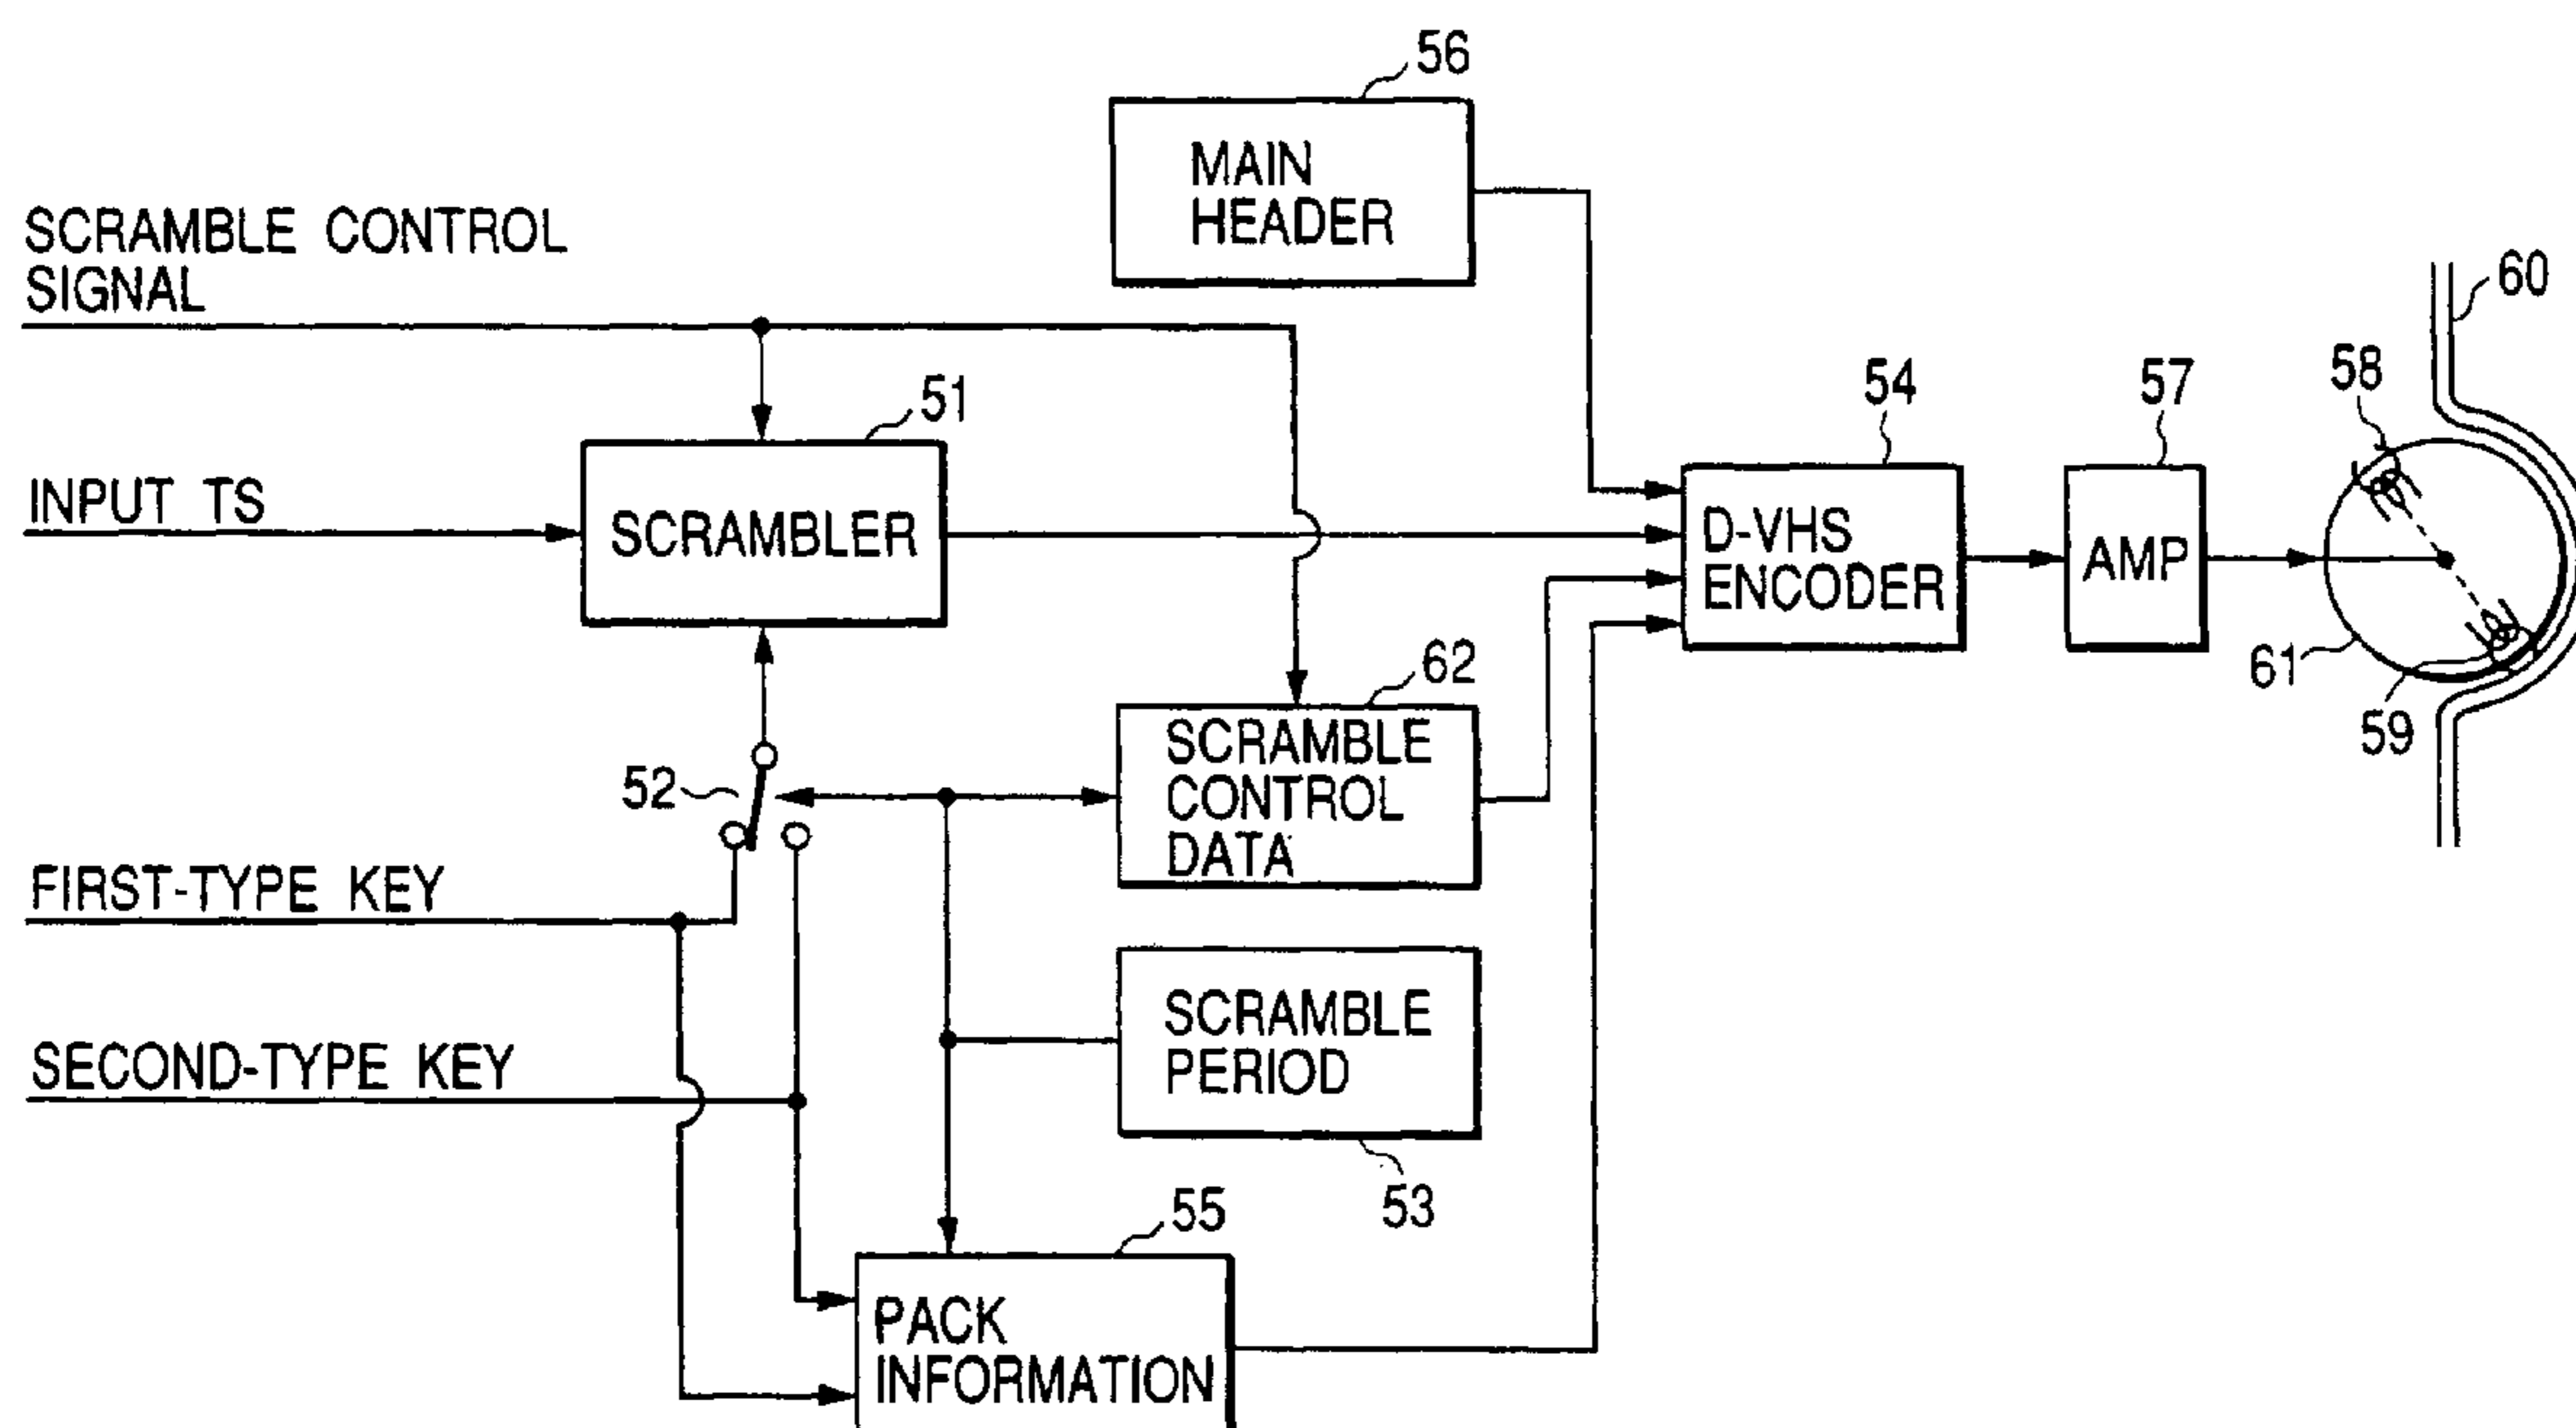 56
MAIN
HEADER
SCRAMBLE CONTROL
SIGNAL
60
51
54
57
58
INPUT TS
SCRAMBLER
D-VHS
ENCODER
AMP
61
59
62
52
SCRAMBLE
CONTROL
DATA
FIRST-TYPE KEY
SCRAMBLE
PERIOD
SECOND-TYPE KEY
53
55
PACK
INFORMATION